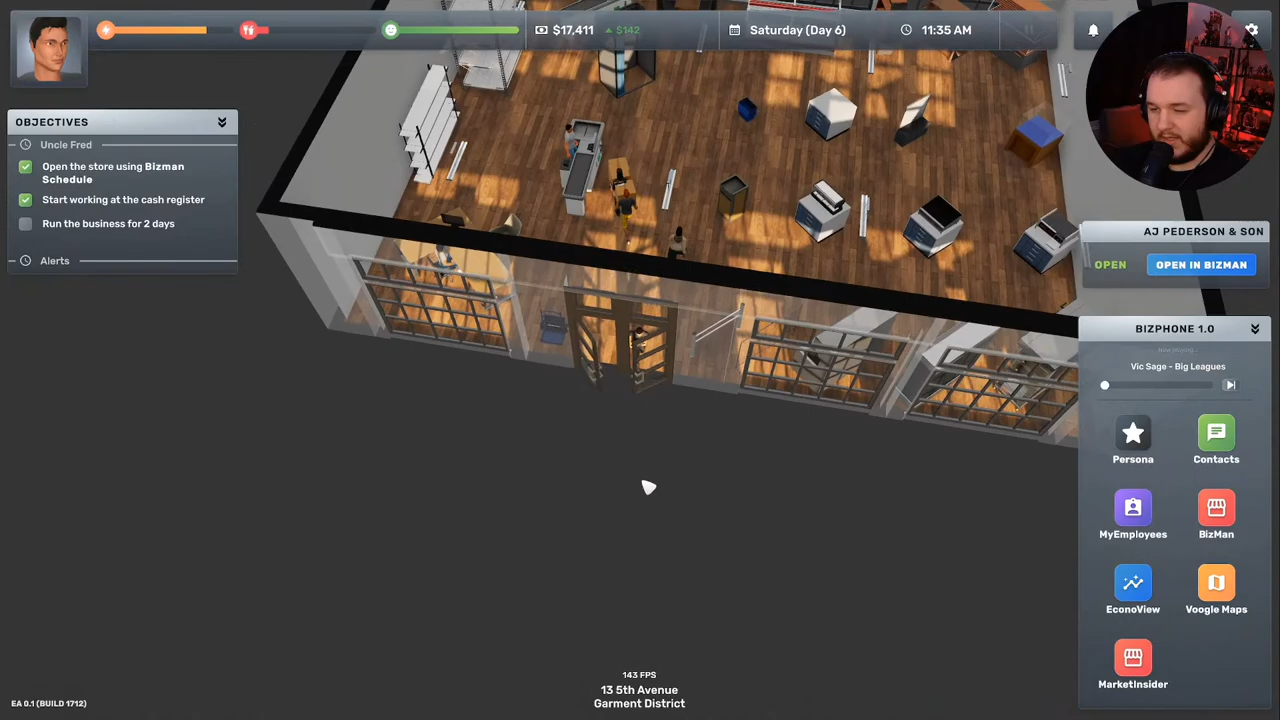 $17,411
$142
Saturday (Day 6)
11:35 AM
OBJECTIVES
Uncle Fred
Open the store using Bizman
Schedule
Start working at the cash register
Run the business for 2 days
Alerts
AJ PEDERSON & SON
OPEN
OPEN IN BIZMAN
BIZPHONE 1.0
Now playing...
Vic Sage - Big Leagues
Persona
Contacts
MyEmployees
BizMan
EconoView
Voogle Maps
MarketInsider
143 FPS
13 5th Avenue
Garment District
EA 0.1 (BUILD 1712)